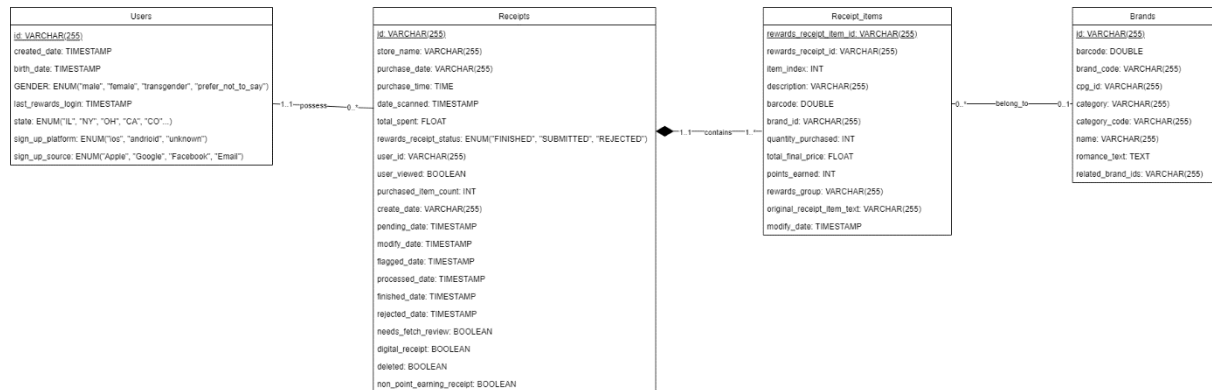 Users
id: VARCHAR(255)
created_date: TIMESTAMP
birth_date: TIMESTAMP
GENDER: ENUM("male", "female", "transgender", "prefer_not_to_say")
last_rewards_login: TIMESTAMP
state: ENUM("IL", "NY", "OH", "CA", "CO"...)
sign_up_platform: ENUM("ios", "andriod", "unknown")
sign_up_source: ENUM("Apple", "Google", "Facebook", "Email")
1..1
possess
0..*
Receipts
id: VARCHAR(255)
store_name: VARCHAR(255)
purchase_date: VARCHAR(255)
purchase_time: TIME
date_scanned: TIMESTAMP
total_spent: FLOAT
rewards_receipt_status: ENUM("FINISHED", "SUBMITTED", "REJECTED")
user_id: VARCHAR(255)
user_viewed: BOOLEAN
purchased_item_count: INT
create_date: VARCHAR(255)
pending_date: TIMESTAMP
modify_date: TIMESTAMP
flagged_date: TIMESTAMP
processed_date: TIMESTAMP
finished_date: TIMESTAMP
rejected_date: TIMESTAMP
needs_fetch_review: BOOLEAN
digital_receipt: BOOLEAN
deleted: BOOLEAN
non_point_earning_receipt: BOOLEAN
1..1
contains
1..*
Receipt_items
rewards_receipt_item_id: VARCHAR(255)
rewards_receipt_id: VARCHAR(255)
item_index: INT
description: VARCHAR(255)
barcode: DOUBLE
brand_id: VARCHAR(255)
quantity_purchased: INT
total_final_price: FLOAT
points_earned: INT
rewards_group: VARCHAR(255)
original_receipt_item_text: VARCHAR(255)
modify_date: TIMESTAMP
0..*
belong_to
0..1
Brands
id: VARCHAR(255)
barcode: DOUBLE
brand_code: VARCHAR(255)
cpg_id: VARCHAR(255)
category: VARCHAR(255)
category_code: VARCHAR(255)
name: VARCHAR(255)
romance_text: TEXT
related_brand_ids: VARCHAR(255)